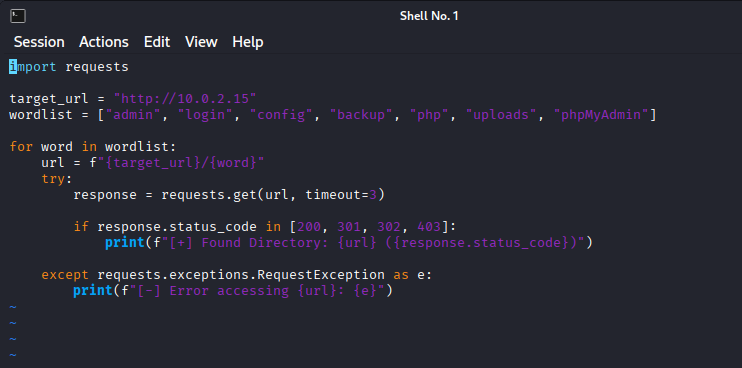 Shell No. 1
Session Actions Edit View Help
import requests
target_url = "http://10.0.2.15"
wordlist = ["admin", "login", "config", "backup", "php", "uploads", "phpMyAdmin"]
for word in wordlist:
    url = f"{target_url}/{word}"
    try:
        response = requests.get(url, timeout=3)
        if response.status_code in [200, 301, 302, 403]:
            print(f"[+] Found Directory: {url} ({response.status_code})")
    except requests.exceptions.RequestException as e:
        print(f"[-] Error accessing {url}: {e}")
~
~
~
~